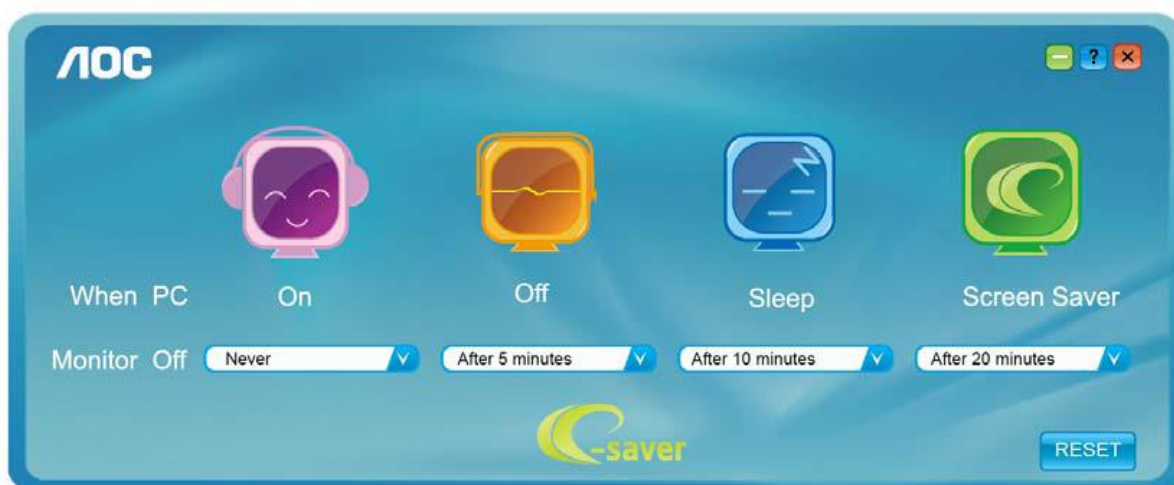 AOC
?
When PC On Off Sleep Screen Saver
Monitor Off Never After 5 minutes After 10 minutes After 20 minutes
e-saver
RESET